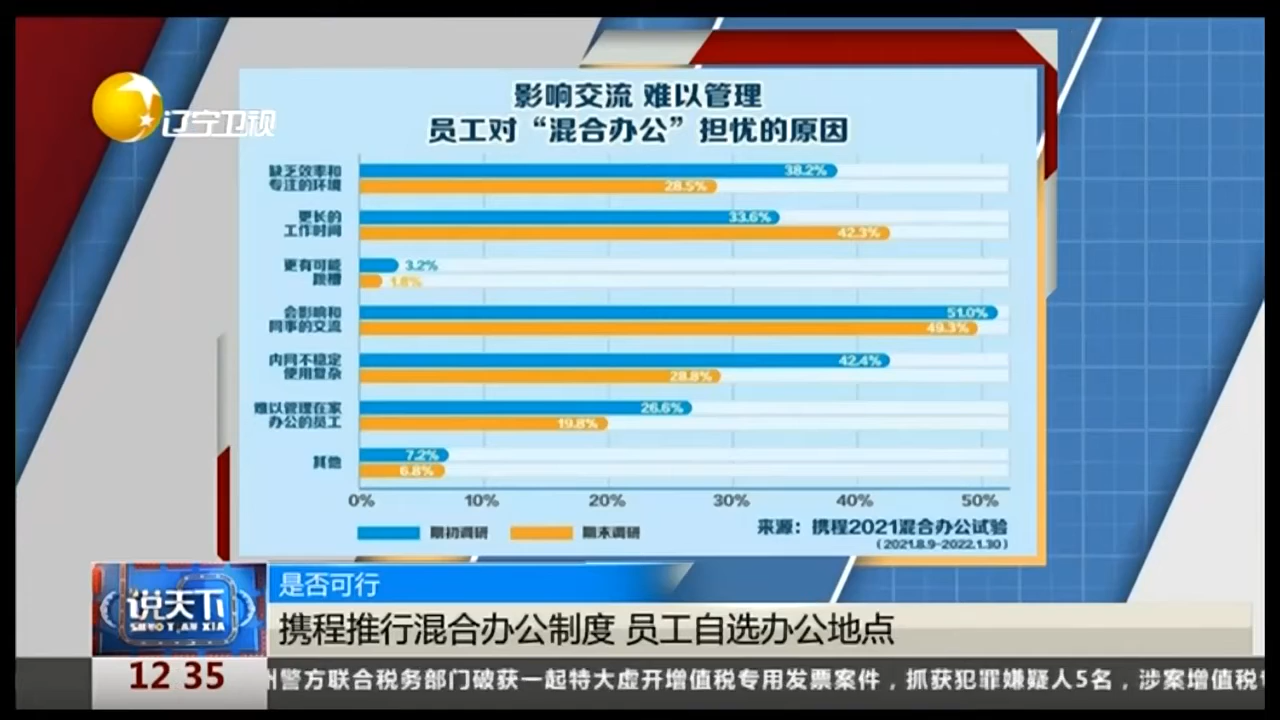 影响交流 难以管理
员工对“混合办公”担忧的原因
辽宁卫视
缺乏效率和
专注的环境
38.2%
28.5%
更长的
工作时间
33.6%
42.3%
更有可能
跳槽
3.2%
1.8%
会影响和
同事的交流
51.0%
49.3%
内网不稳定
使用复杂
42.4%
28.8%
难以管理在家
办公的员工
26.6%
19.8%
其他
7.2%
6.8%
0% 10% 20% 30% 40% 50%
期初调研 期末调研
来源：携程2021混合办公试验
（2021.8.9-2022.1.30）
说天下
SHUO TIAN XIA
是否可行
携程推行混合办公制度 员工自选办公地点
12 35
州警方联合税务部门破获一起特大虚开增值税专用发票案件，抓获犯罪嫌疑人5名，涉案增值税